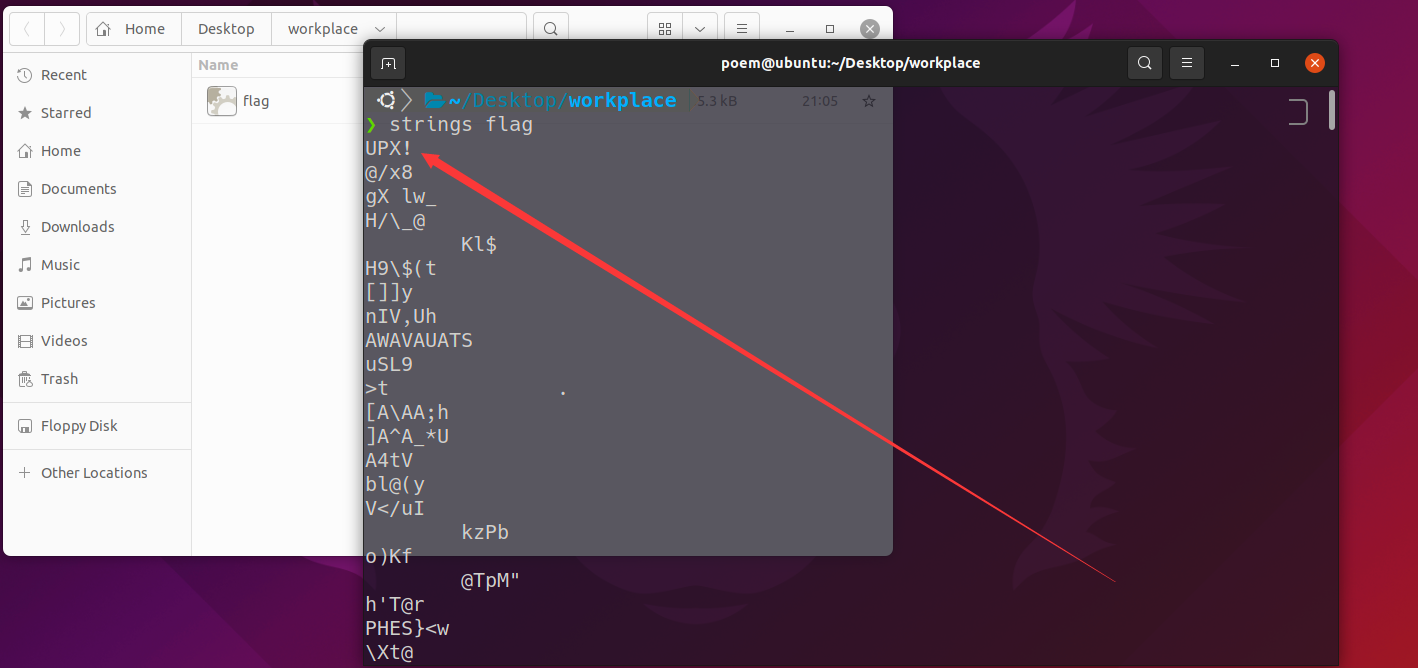 Home
Desktop
workplace
Name
Recent
Starred
Home
Documents
Downloads
Music
Pictures
Videos
Trash
Floppy Disk
+ Other Locations
flag
poem@ubuntu:~/Desktop/workplace
~/Desktop/workplace
5.3 kB
21:05
❯ strings flag
UPX!
@/x8
gX lw_
H/\_@
Kl$
H9\$(t
[]]y
nIV,Uh
AWAVAUATS
uSL9
>t .
[A\AA;h
]A^A_*U
A4tV
bl@(y
V</uI
kzPb
o)Kf
@TpM"
h'T@r
PHES}<w
\Xt@